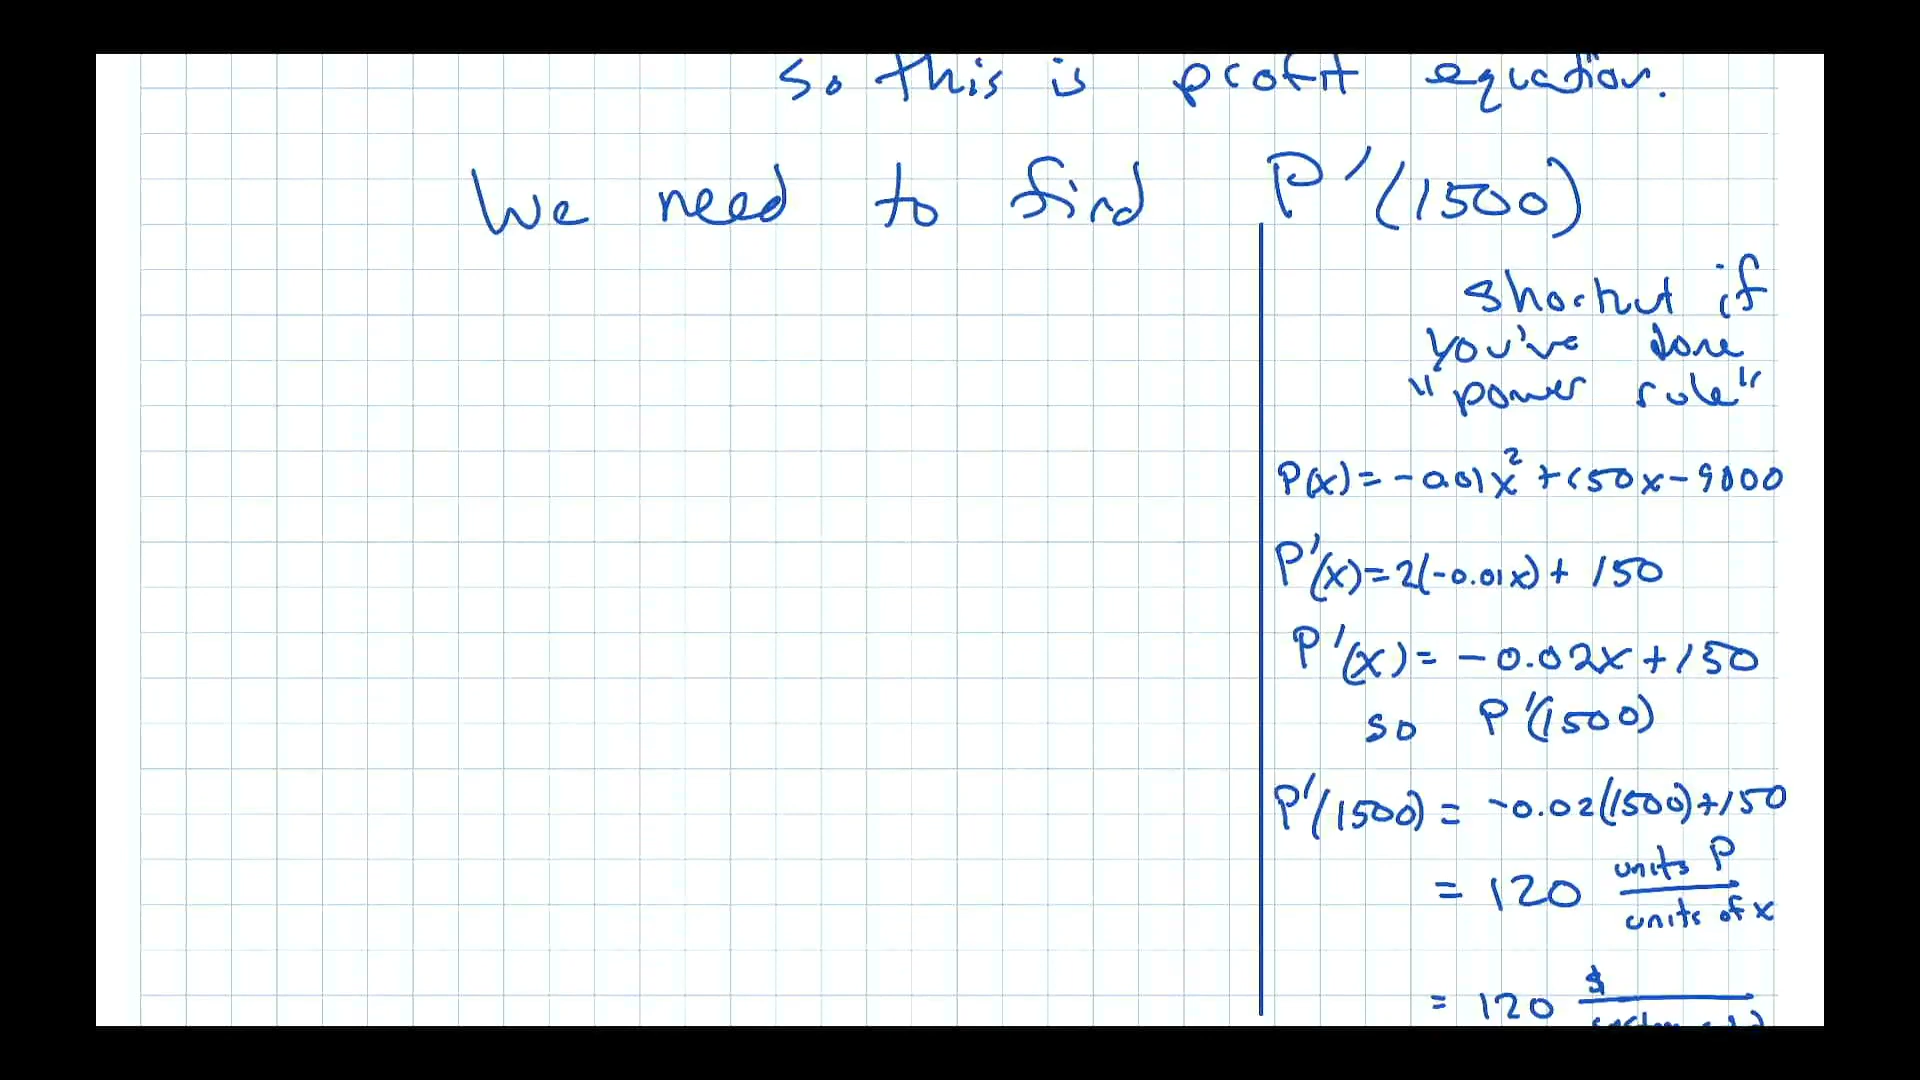 so this is profit equation.
We need to find P'(1500)
shortcut if
you've done
"power rule"
P(x) = -0.01x² + 150x - 9000
P'(x) = 2(-0.01x) + 150
P'(x) = -0.02x + 150
so P'(1500)
P'(1500) = -0.02(1500) + 150
= 120 units P
units of x
= 120 $